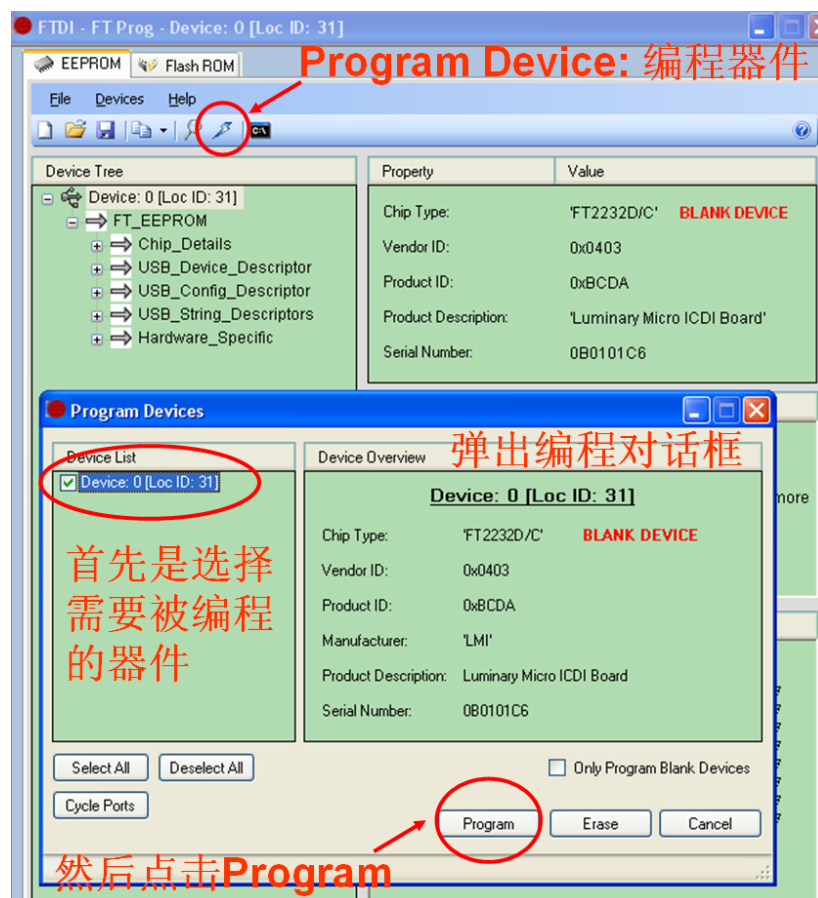 FTDI - FT Prog - Device: 0 [Loc ID: 31]
EEPROM
Flash ROM
Program Device: 编程器件
File Devices Help
C:\
Device Tree
Property Value
Device: 0 [Loc ID: 31]
FT_EEPROM
Chip_Details
USB_Device_Descriptor
USB_Config_Descriptor
USB_String_Descriptors
Hardware_Specific
Chip Type: 'FT2232D/C' BLANK DEVICE
Vendor ID: 0x0403
Product ID: 0xBCDA
Product Description: 'Luminary Micro ICDI Board'
Serial Number: 0B0101C6
Program Devices
弹出编程对话框
Device List
Device: 0 [Loc ID: 31]
首先是选择
需要被编程
的器件
Device Overview
Device: 0 [Loc ID: 31]
Chip Type: 'FT2232D/C' BLANK DEVICE
Vendor ID: 0x0403
Product ID: 0xBCDA
Manufacturer: 'LMI'
Product Description: Luminary Micro ICDI Board
Serial Number: 0B0101C6
more
Select All Deselect All
Only Program Blank Devices
Cycle Ports
Program Erase Cancel
然后点击Program